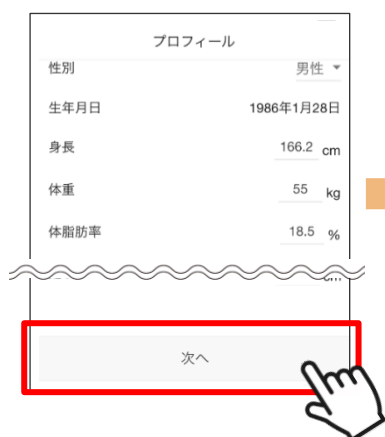 プロフィール
性別 男性
生年月日 1986年1月28日
身長 166.2 cm
体重 55 kg
体脂肪率 18.5 %
次へ